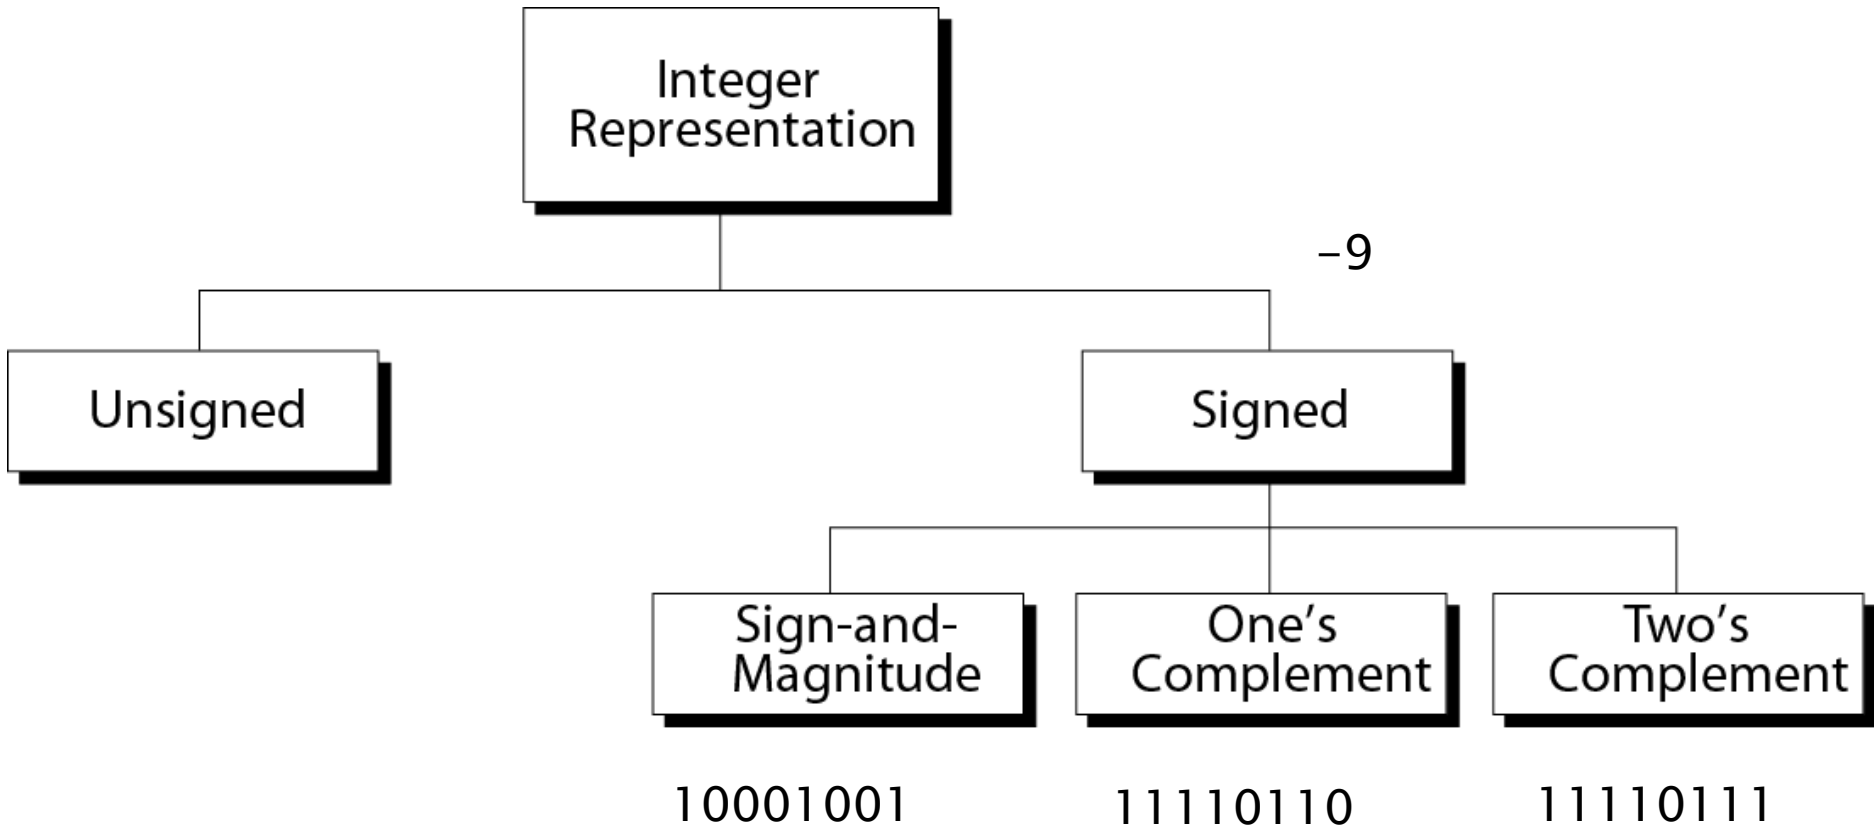 Integer
Representation
–9
Unsigned
Signed
Sign-and-
Magnitude
One’s
Complement
Two’s
Complement
10001001
11110110
11110111